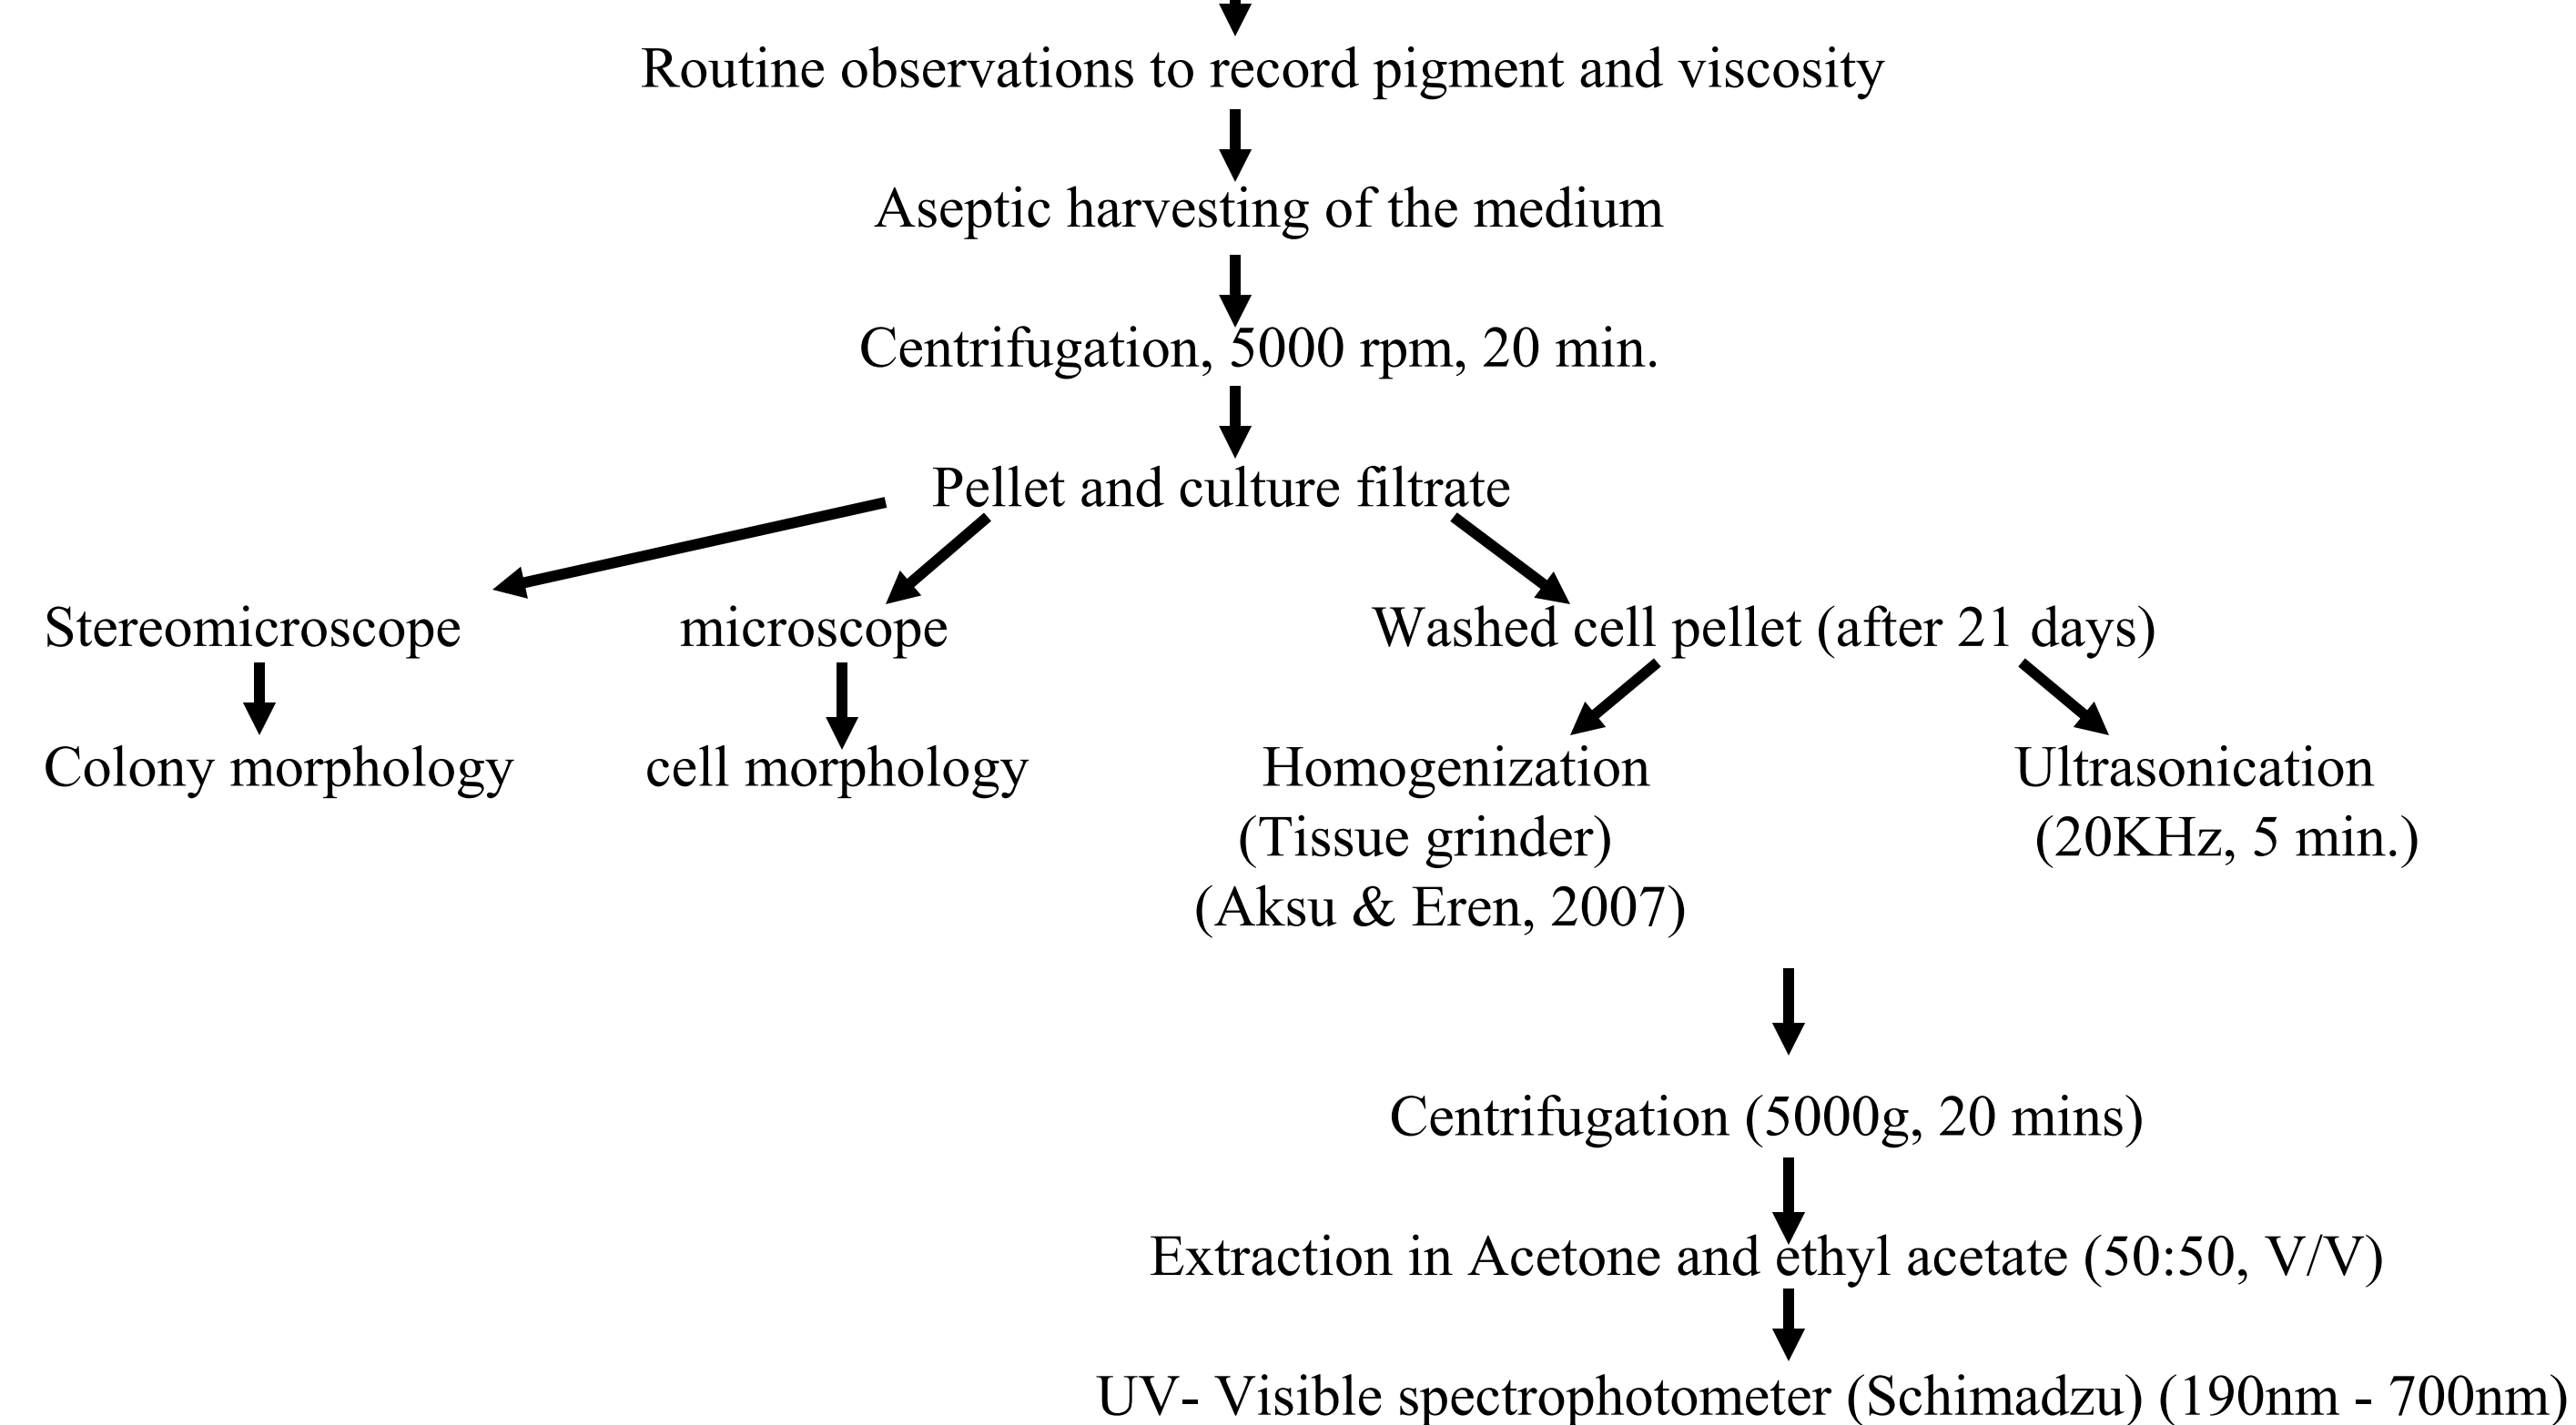 Routine observations to record pigment and viscosity
Aseptic harvesting of the medium
Centrifugation, 5000 rpm, 20 min.
Pellet and culture filtrate
Stereomicroscope microscope Washed cell pellet (after 21 days)
Colony morphology cell morphology Homogenization Ultrasonication
(Tissue grinder) (20KHz, 5 min.)
(Aksu & Eren, 2007)
Centrifugation (5000g, 20 mins)
Extraction in Acetone and ethyl acetate (50:50, V/V)
UV- Visible spectrophotometer (Schimadzu) (190nm - 700nm)